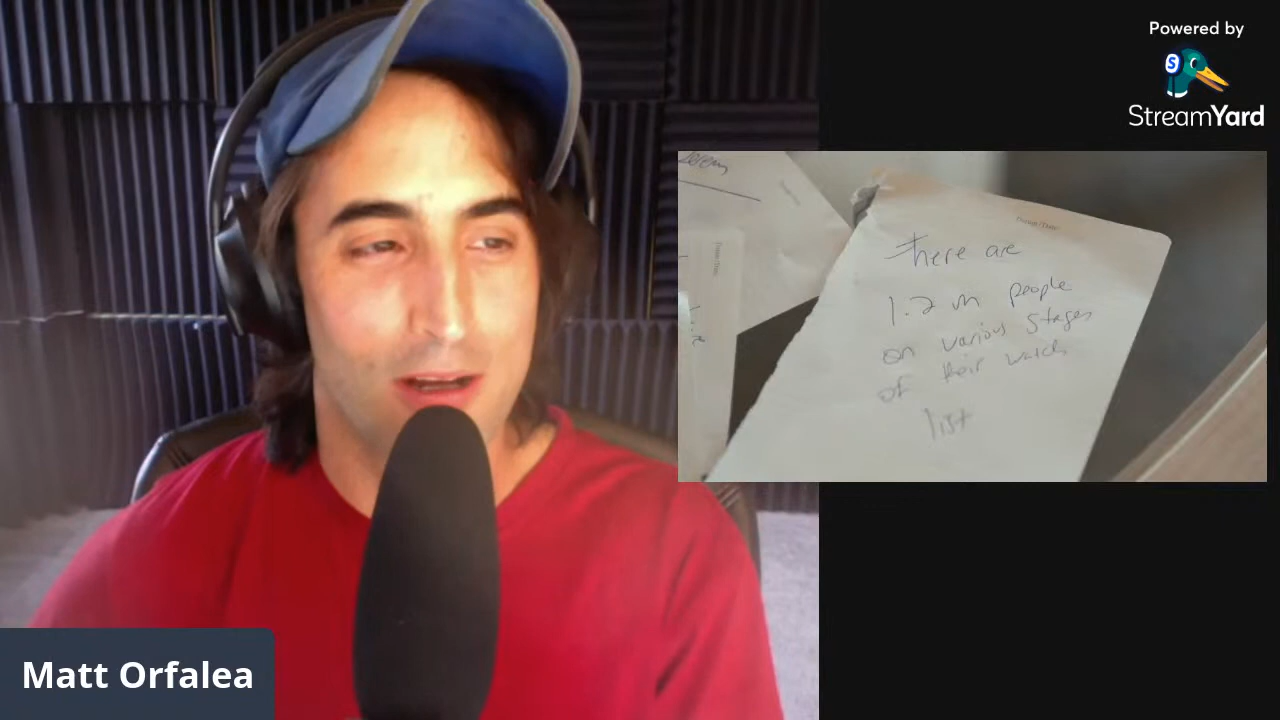 Powered by
StreamYard
There are
1.2 m people
on various stages
of their watch
list
Matt Orfalea